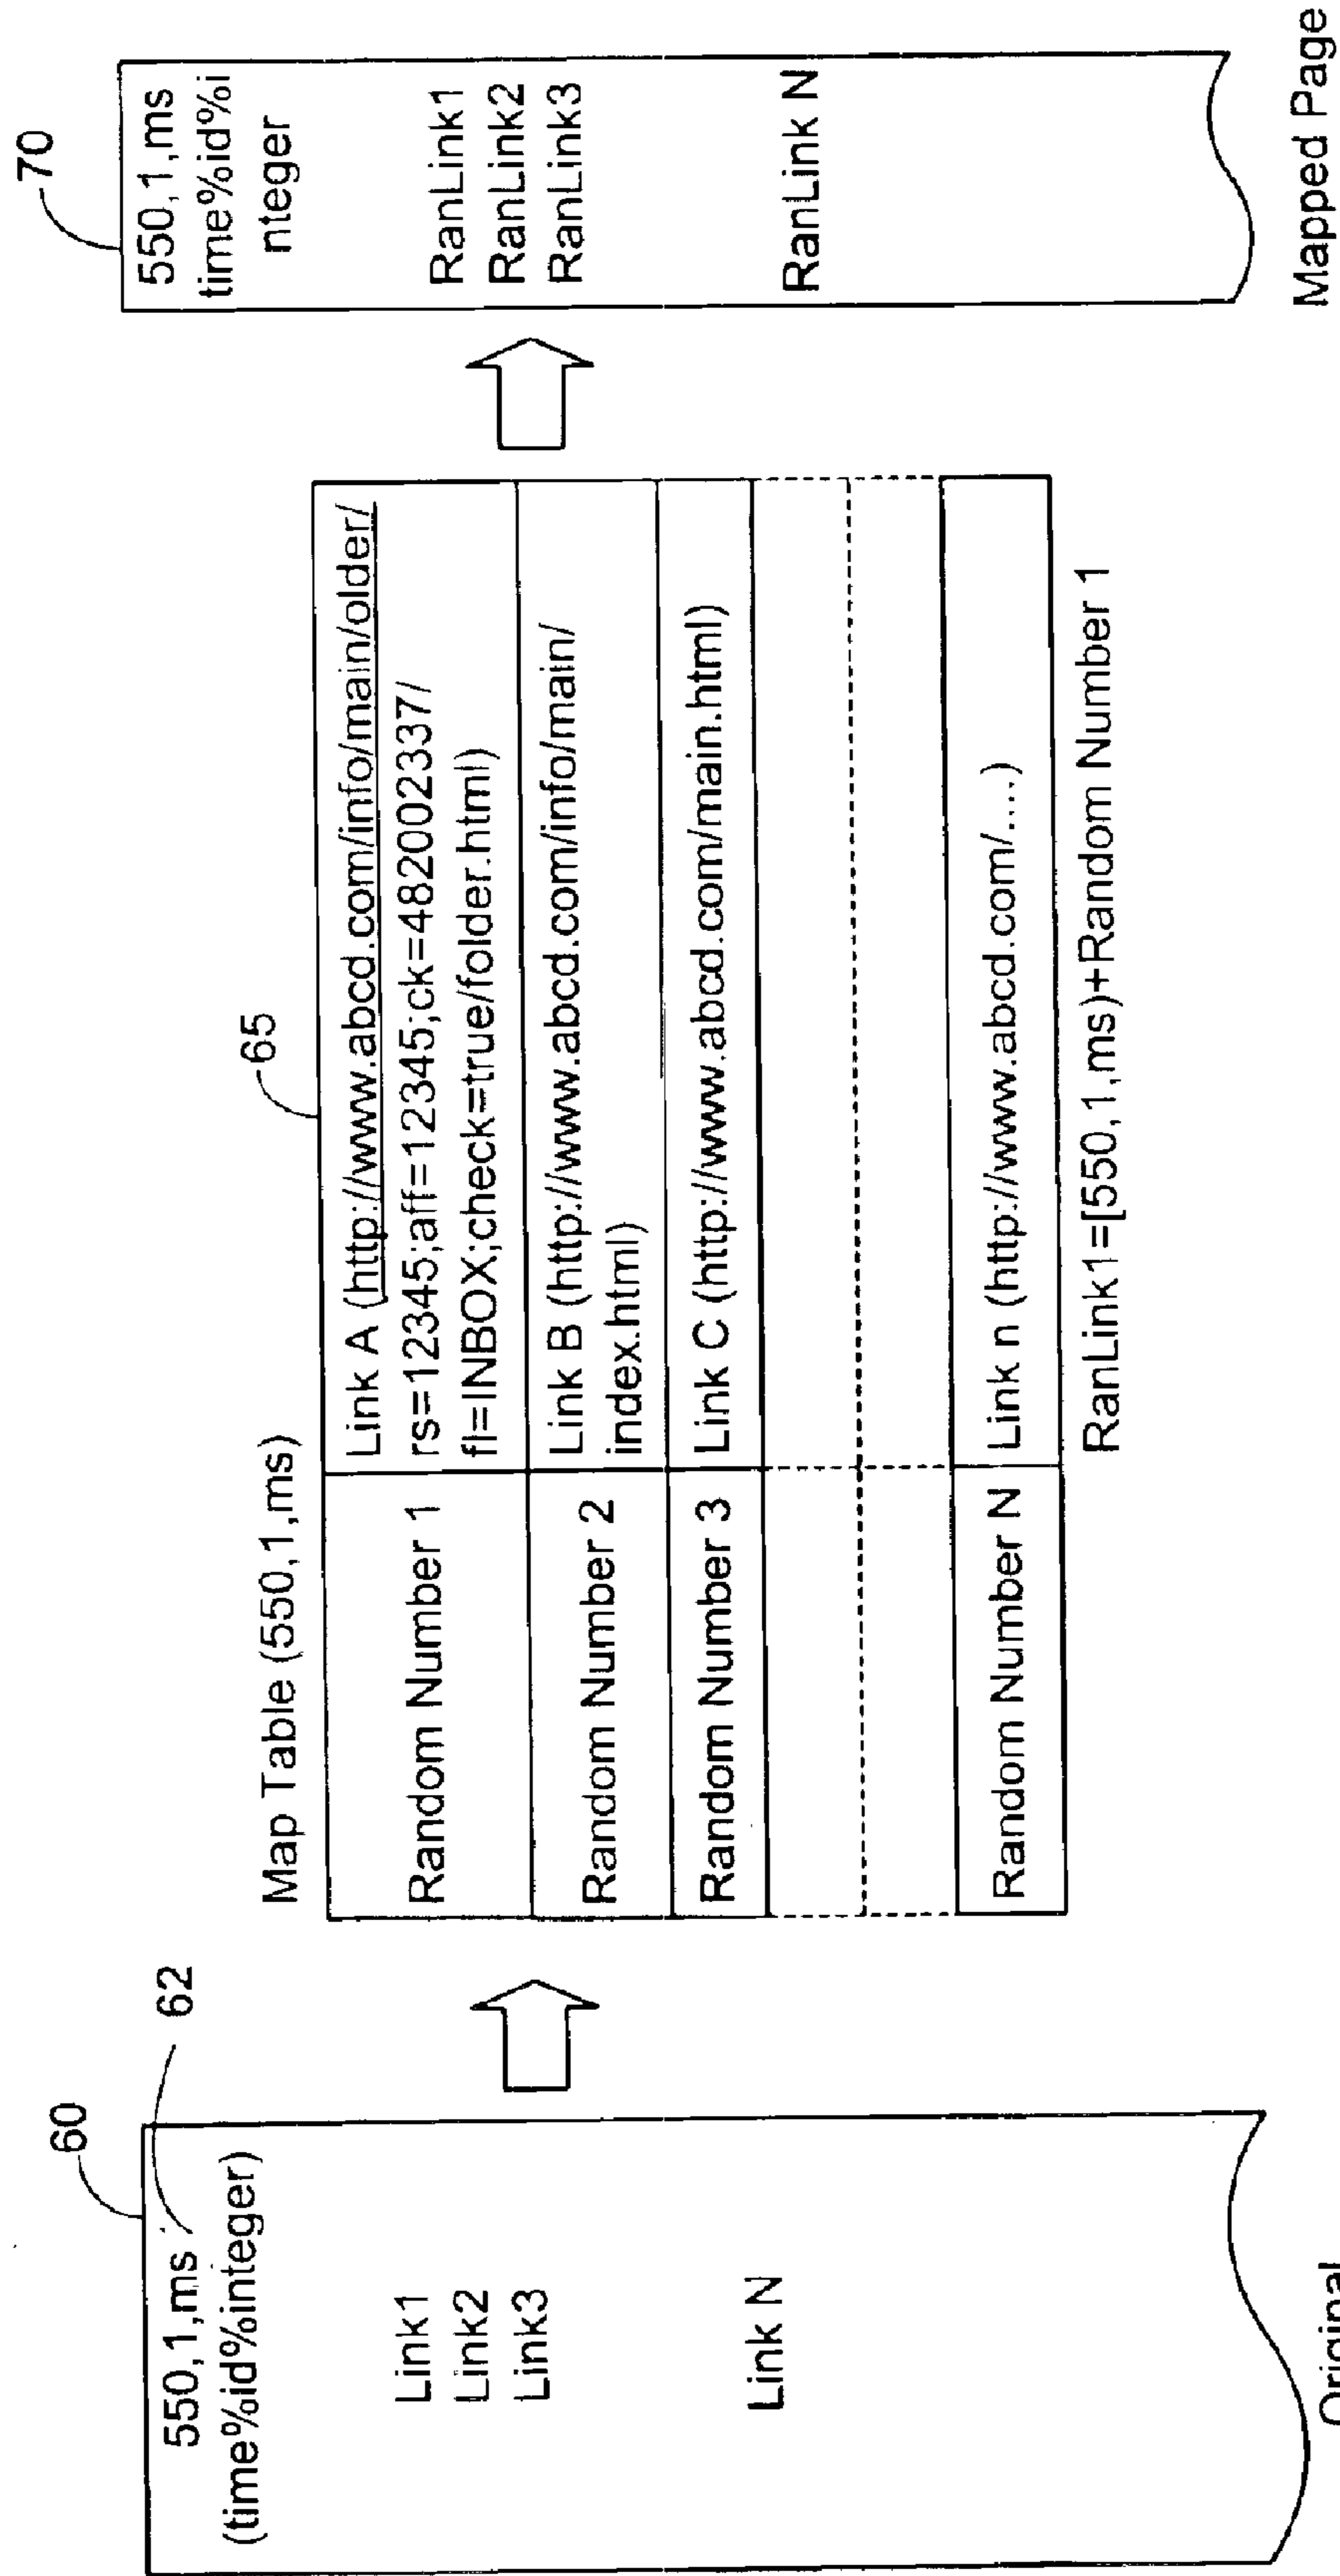 60
62
550,1,ms
(time%id%integer)
Link1
Link2
Link3
Link N
Original
Map Table (550,1,ms)
65
Random Number 1
Link A (http://www.abcd.com/info/main/older/
rs=12345;aff=12345;ck=482002337/
fl=INBOX;check=true/folder.html)
Random Number 2
Link B (http://www.abcd.com/info/main/
index.html)
Random Number 3
Link C (http://www.abcd.com/main.html)
Random Number N
Link n (http://www.abcd.com/....)
RanLink1=[550,1,ms)+Random Number 1
70
550,1,ms
time%id%i
nteger
RanLink1
RanLink2
RanLink3
RanLink N
Mapped Page